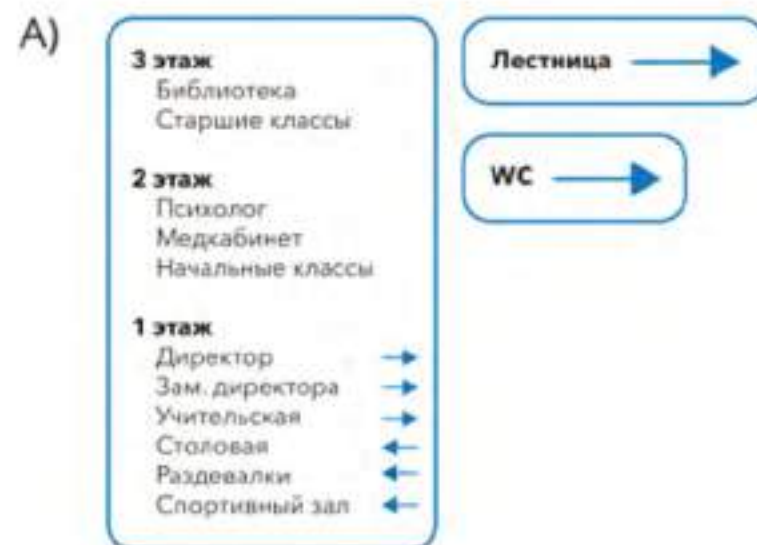 А)
3 этаж
Библиотека
Старшие классы
2 этаж
Психолог
Медкабинет
Начальные классы
1 этаж
Директор
Зам. директора
Учительская
Столовая
Раздевалки
Спортивный зал
Лестница
WC